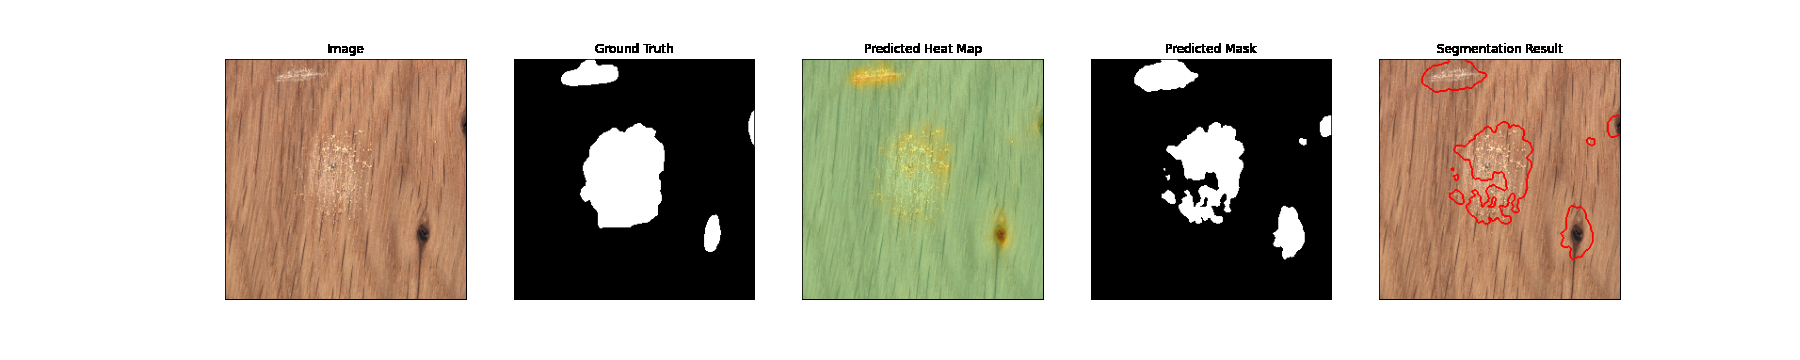 Image
Ground Truth
Predicted Heat Map
Predicted Mask
Segmentation Result